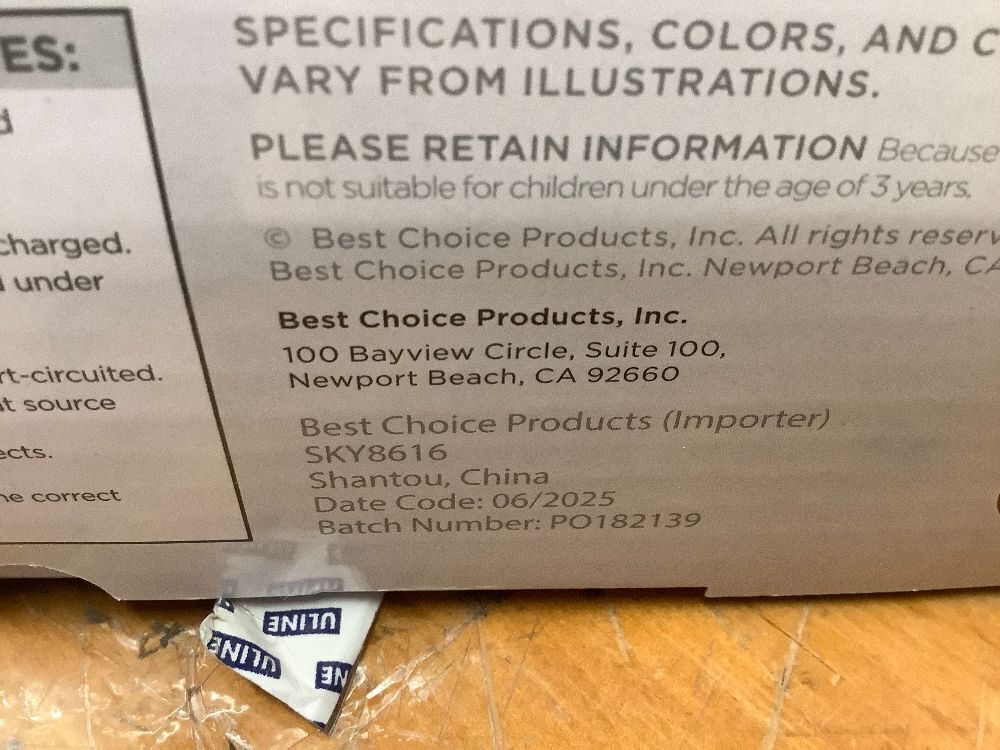 ES:
d
charged.
under
rt-circuited.
t source
ects.
ne correct
SPECIFICATIONS, COLORS, AND C
VARY FROM ILLUSTRATIONS.
PLEASE RETAIN INFORMATION Because
is not suitable for children under the age of 3 years.
© Best Choice Products, Inc. All rights reserv
Best Choice Products, Inc. Newport Beach, CA
Best Choice Products, Inc.
100 Bayview Circle, Suite 100,
Newport Beach, CA 92660
Best Choice Products (Importer)
SKY8616
Shantou, China
Date Code: 06/2025
Batch Number: PO182139
ULINE
ULINE
NE